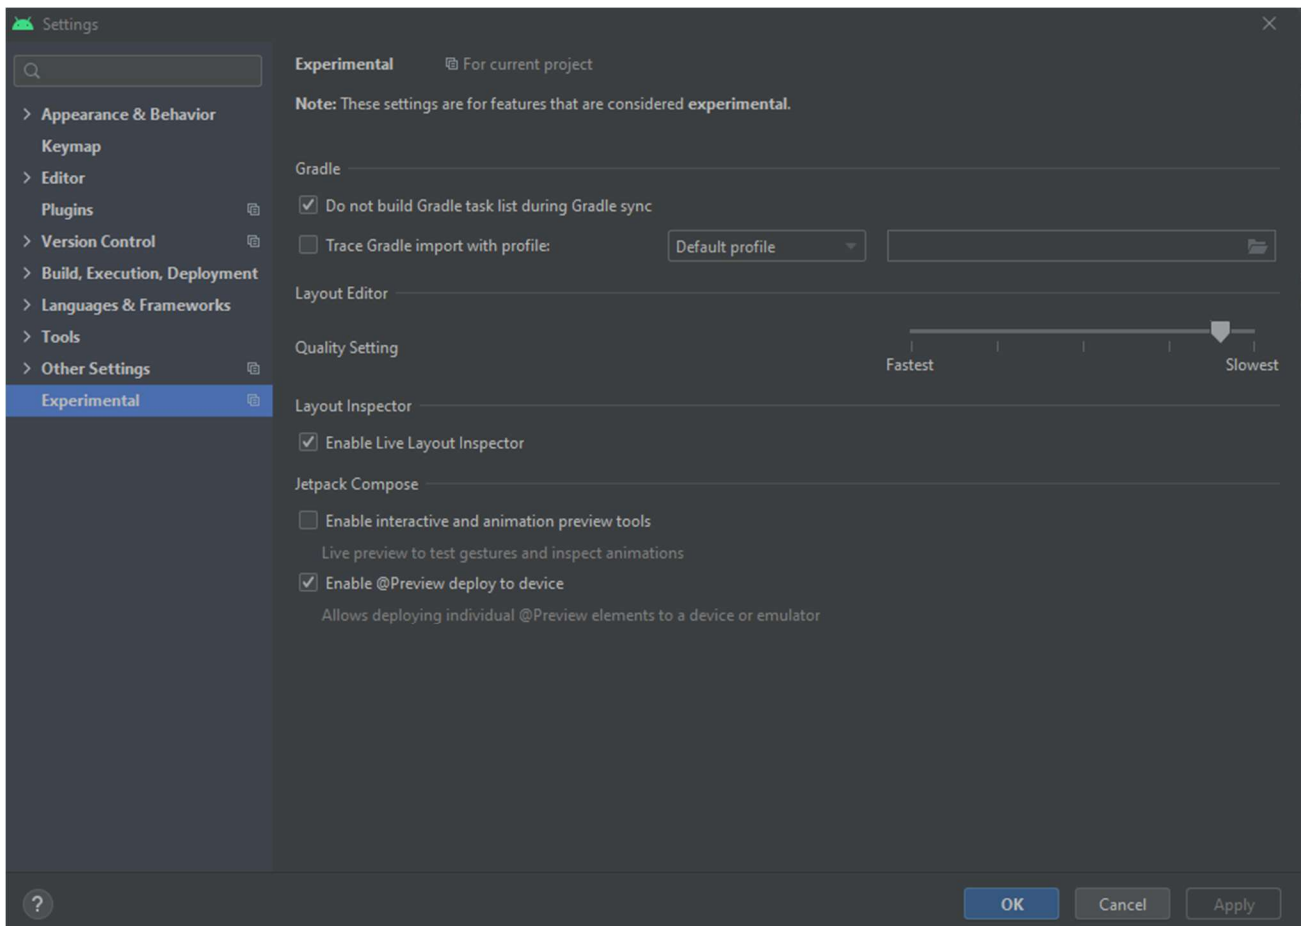 Settings
Appearance & Behavior
Keymap
Editor
Plugins
Version Control
Build, Execution, Deployment
Languages & Frameworks
Tools
Other Settings
Experimental
Experimental For current project
Note: These settings are for features that are considered experimental.
Gradle
Do not build Gradle task list during Gradle sync
Trace Gradle import with profile: Default profile
Layout Editor
Quality Setting
Fastest Slowest
Layout Inspector
Enable Live Layout Inspector
Jetpack Compose
Enable interactive and animation preview tools
Live preview to test gestures and inspect animations
Enable @Preview deploy to device
Allows deploying individual @Preview elements to a device or emulator
? OK Cancel Apply